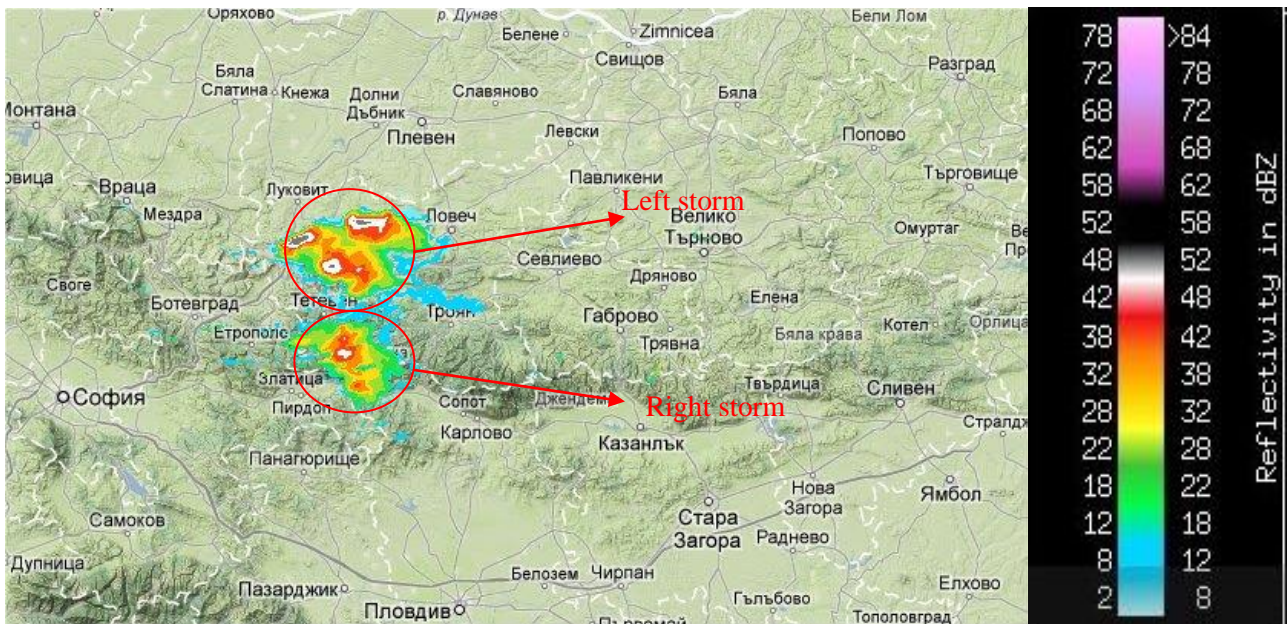 Оряхово
р. Дунав
Белене
Zimnicea
Свищов
Бели Лом
Бяла
Слатина
Кнежа
Долни
Дъбник
Славяново
Бяла
Разград
Монтана
Плевен
Левски
Попово
Враца
Мездра
Луковит
Ловеч
Павликени
Left storm
Велико
Търново
Търговище
Омуртаг
Своге
Ботевград
Тетевен
Троян
Севлиево
Дряново
Елена
Етрополе
Габрово
Трявна
Бяла крава
Котел
София
Златица
Пирдоп
Сопот
Карлово
Right storm
Казанлък
Твърдица
Сливен
Панагюрище
Самоков
Дупница
Пазарджик
Пловдив
Белозем
Чирпан
Стара
Загора
Нова
Загора
Раднево
Ямбол
Елхово
Гълъбово
Тополовград
78 >84
72 78
68 72
62 68
58 62
52 58
48 52
42 48
38 42
32 38
28 32
22 28
18 22
12 18
8 12
2 8
Reflectivity in dBZ